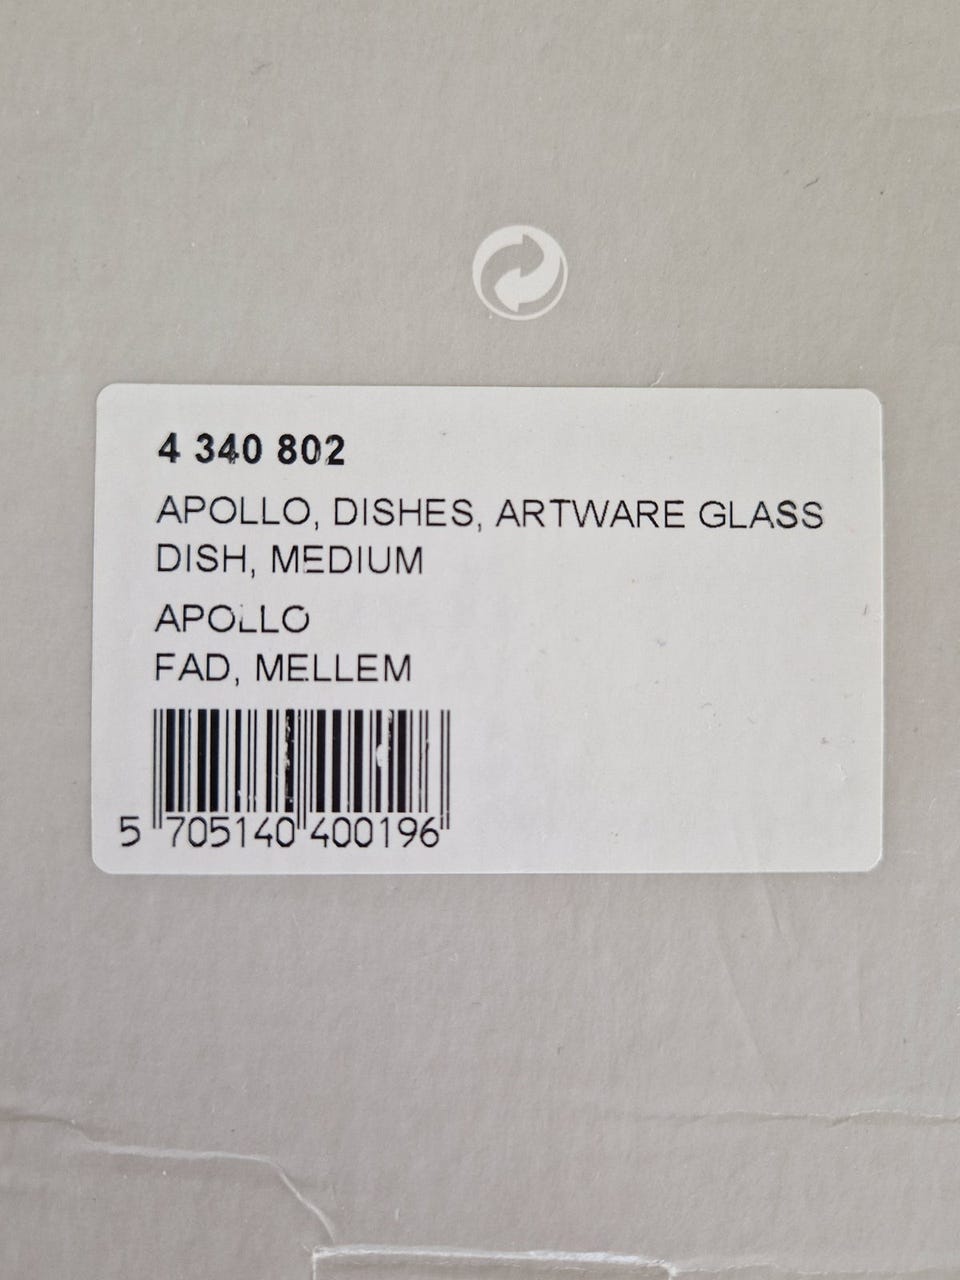 4 340 802
APOLLO, DISHES, ARTWARE GLASS
DISH, MEDIUM
APOLLO
FAD, MELLEM
5 705140 400196